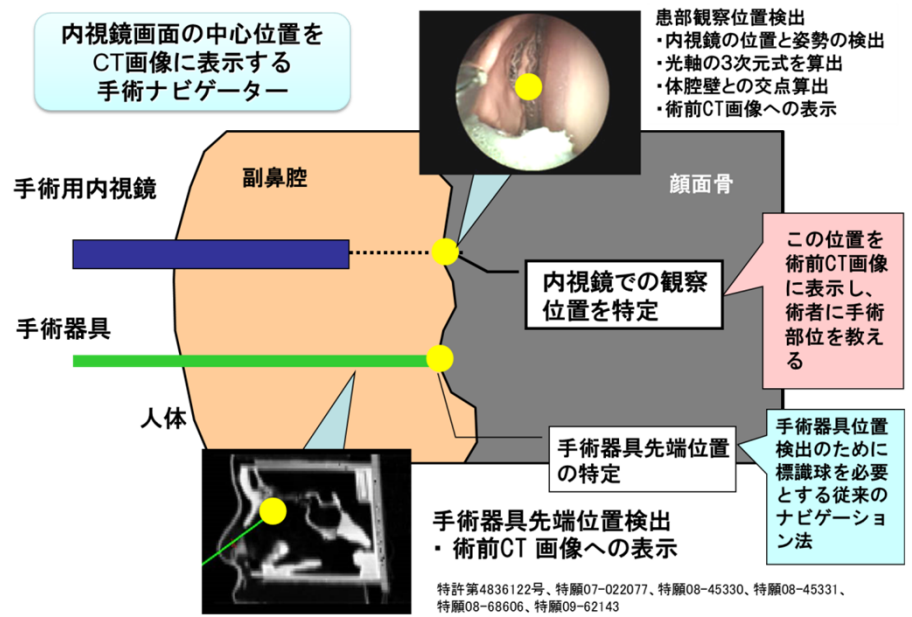 内視鏡画面の中心位置を
CT画像に表示する
手術ナビゲーター
患部観察位置検出
・内視鏡の位置と姿勢の検出
・光軸の3次元式を算出
・体腔壁との交点算出
・術前CT画像への表示
副鼻腔
顔面骨
手術用内視鏡
この位置を
術前CT画像
に表示し、
術者に手術
部位を教え
る
内視鏡での観察
位置を特定
手術器具
人体
手術器具先端位置
の特定
手術器具位置
検出のために
標識球を必要
とする従来の
ナビゲーショ
ン法
手術器具先端位置検出
・ 術前CT 画像への表示
特許第4836122号、特願07-022077、特願08-45330、特願08-45331、
特願08-68606、特願09-62143